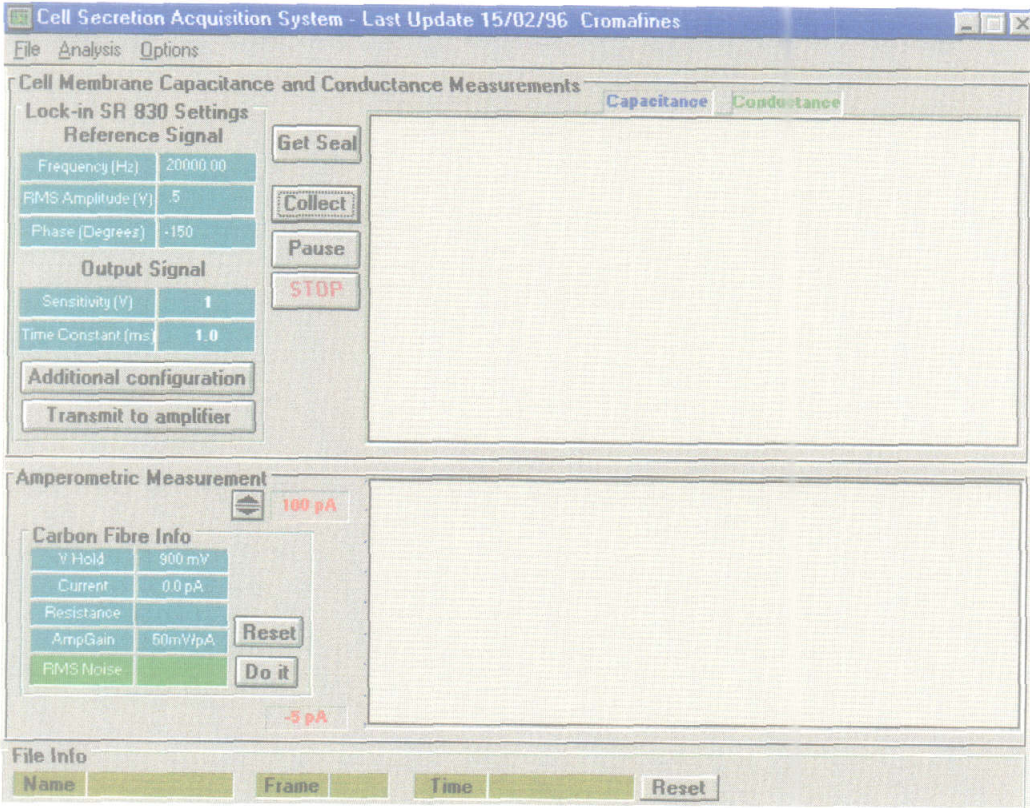 Cell Secretion Acquisition System - Last Update 15/02/96 Cromafines
File Analysis Options
Cell Membrane Capacitance and Conductance Measurements
Capacitance Conductance
Lock-in SR 830 Settings
Reference Signal
Frequency (Hz) 20000.00
RMS Amplitude (V) .5
Phase (Degrees) -150
Output Signal
Sensitivity (V) 1
Time Constant (ms) 1.0
Additional configuration
Transmit to amplifier
Get Seal
Collect
Pause
STOP
Amperometric Measurement
100 pA
Carbon Fibre Info
V Hold 900 mV
Current 0.0 pA
Resistance
AmpGain 50mV/pA
RMS Noise
Reset
Do it
-5 pA
File Info
Name Frame Time Reset